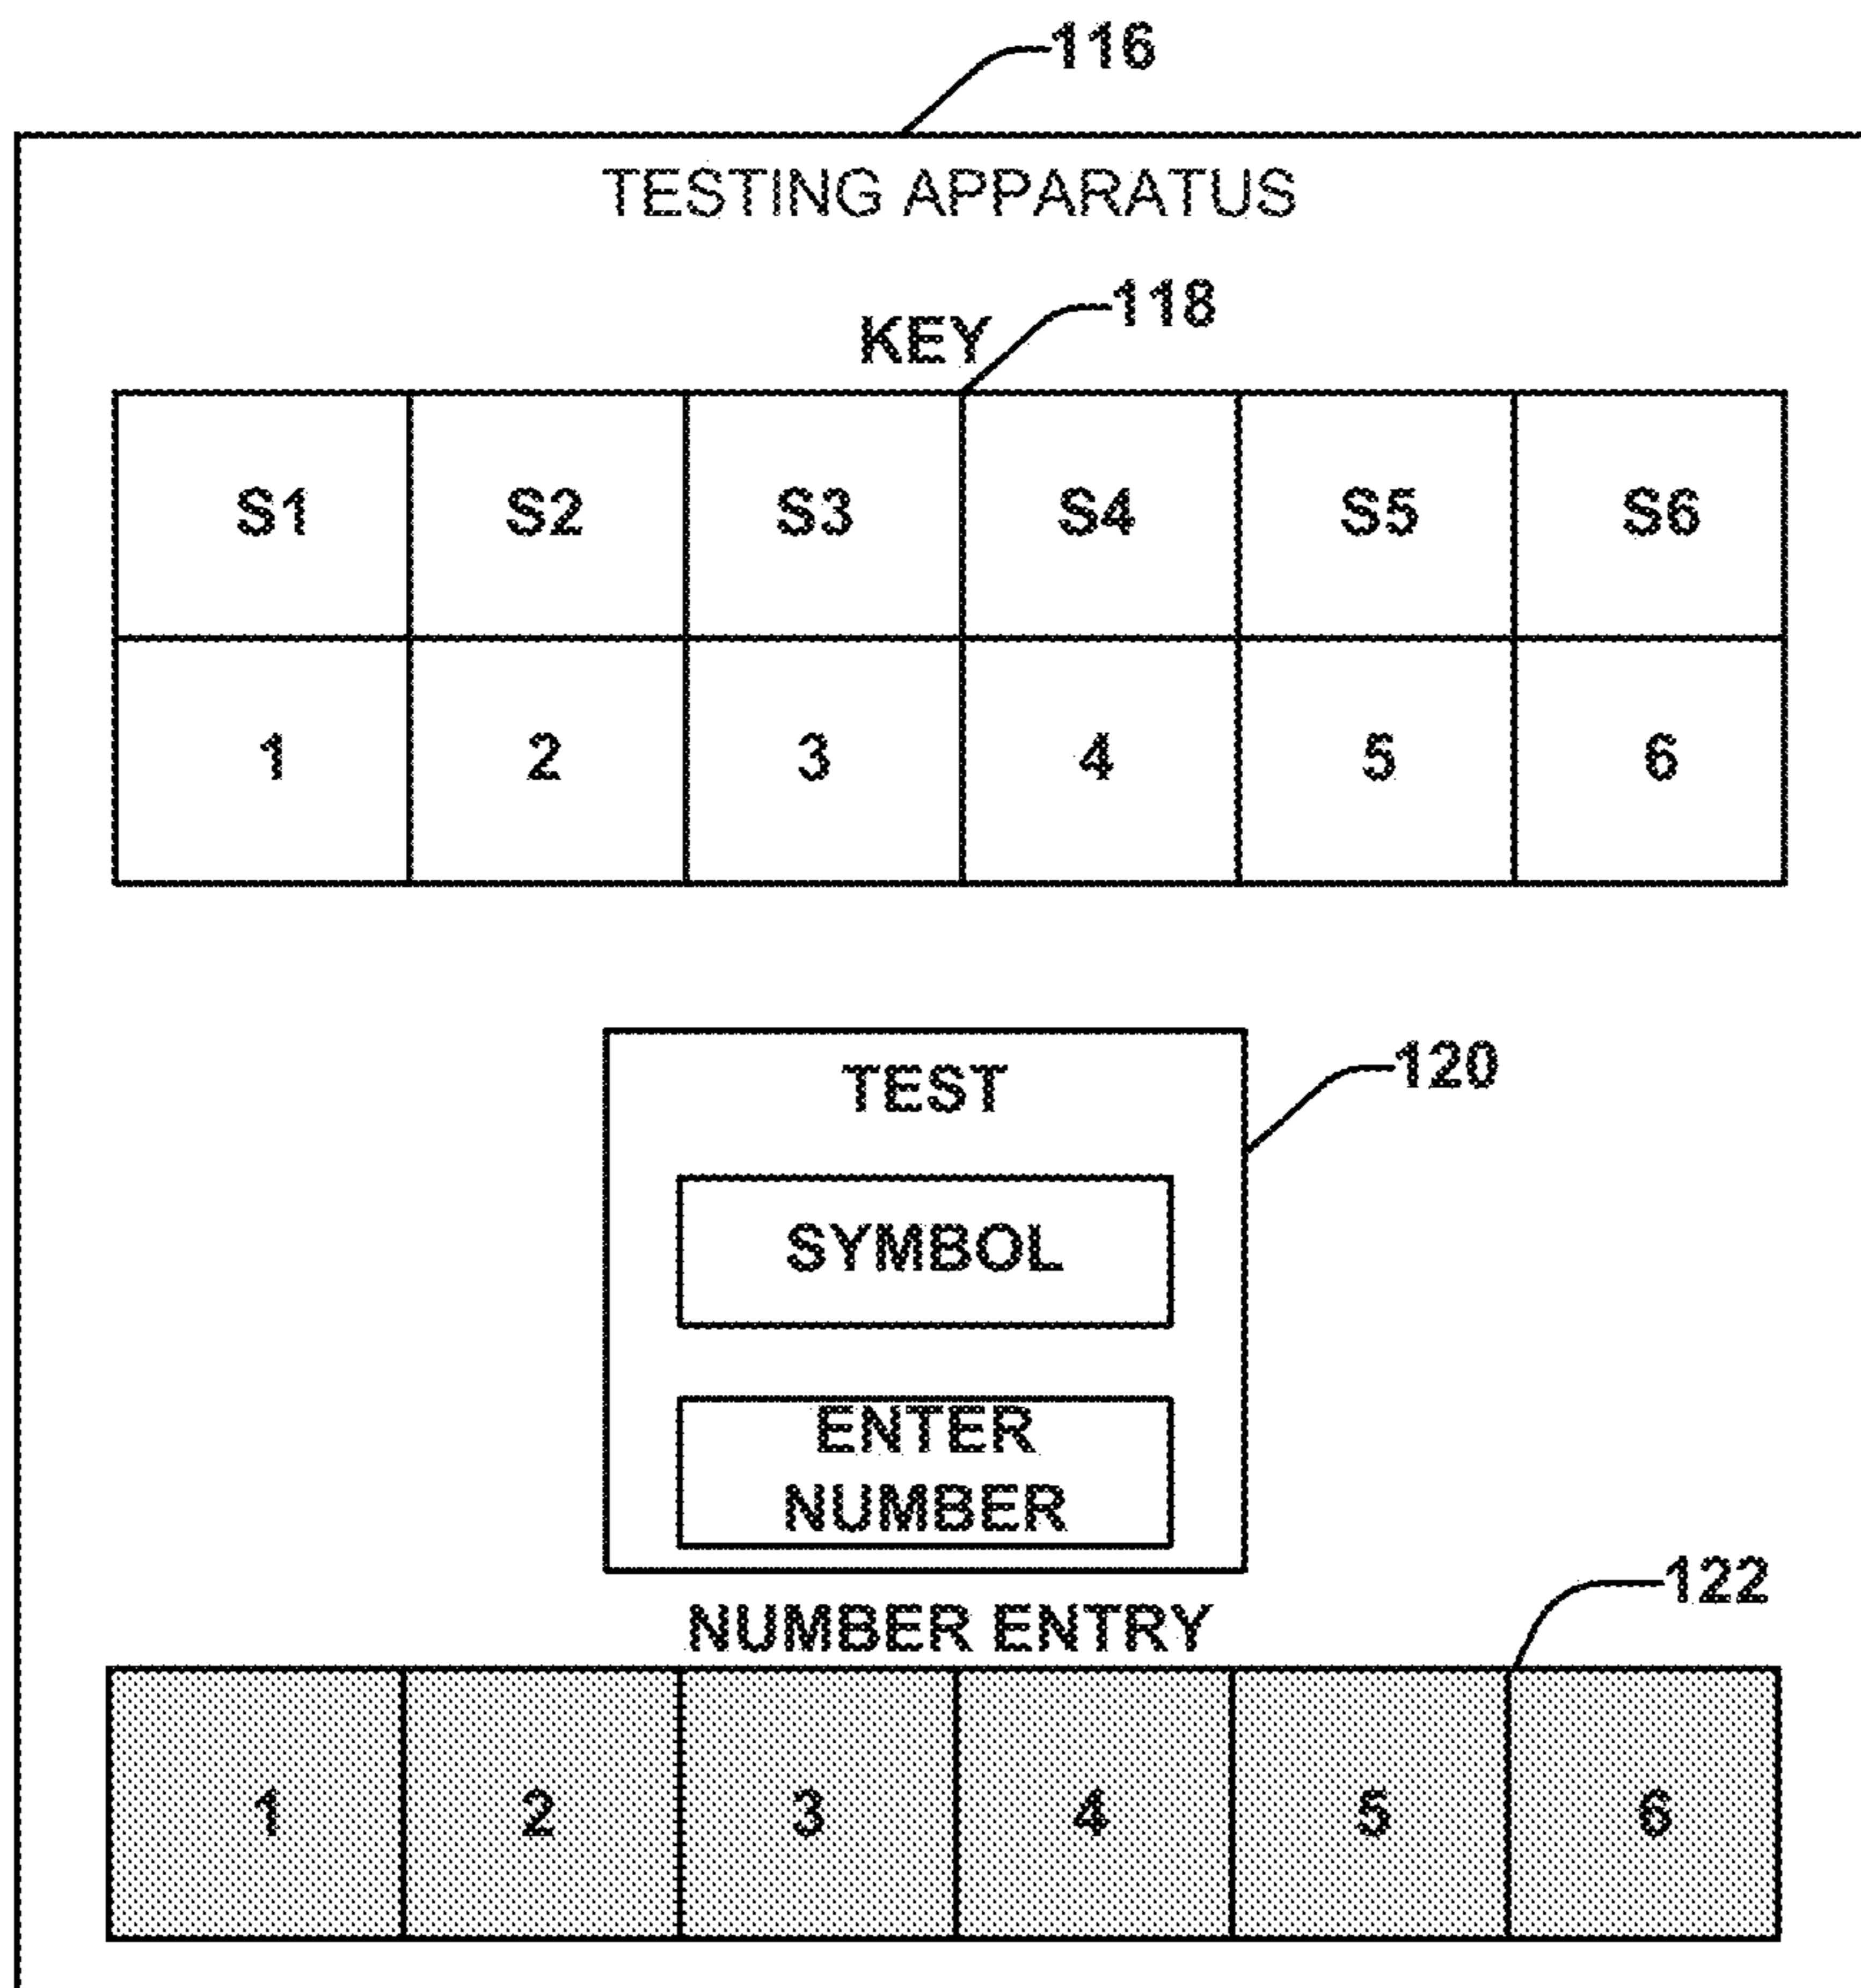 116
TESTING APPARATUS
118
KEY
S1 S2 S3 S4 S5 S6
1 2 3 4 5 6
TEST
120
SYMBOL
ENTER
NUMBER
122
NUMBER ENTRY
1 2 3 4 5 6